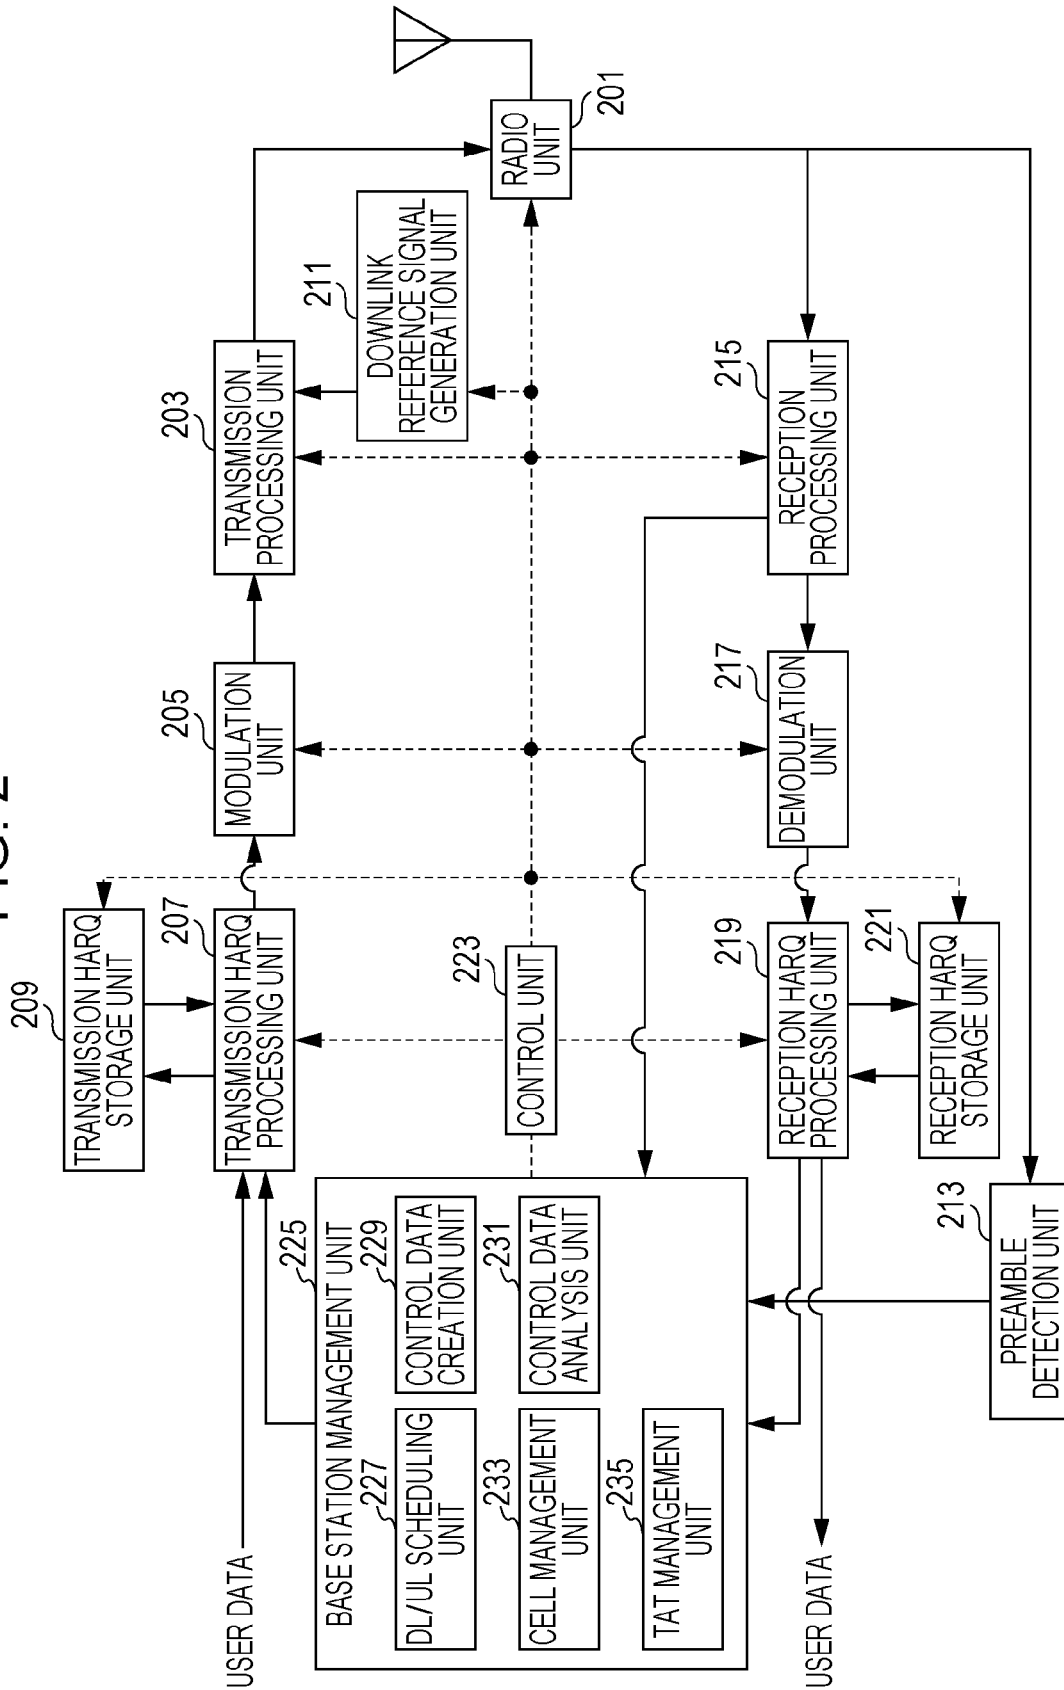 FIG. 2
USER DATA
209
TRANSMISSION HARQ
STORAGE UNIT
207
TRANSMISSION HARQ
PROCESSING UNIT
205
MODULATION
UNIT
203
TRANSMISSION
PROCESSING UNIT
211
DOWNLINK
REFERENCE SIGNAL
GENERATION UNIT
201
RADIO
UNIT
223
CONTROL UNIT
225
BASE STATION MANAGEMENT UNIT
227
DL/UL SCHEDULING
UNIT
229
CONTROL DATA
CREATION UNIT
233
CELL MANAGEMENT
UNIT
231
CONTROL DATA
ANALYSIS UNIT
235
TAT MANAGEMENT
UNIT
215
RECEPTION
PROCESSING UNIT
217
DEMODULATION
UNIT
219
RECEPTION HARQ
PROCESSING UNIT
221
RECEPTION HARQ
STORAGE UNIT
USER DATA
213
PREAMBLE
DETECTION UNIT